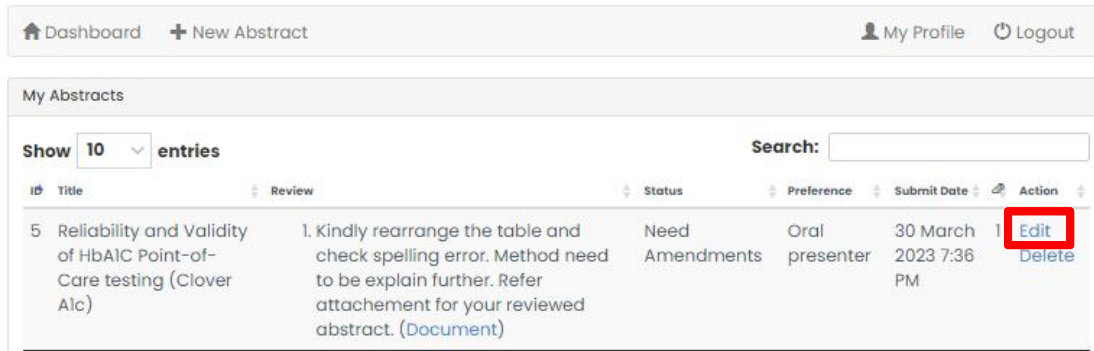 Dashboard New Abstract My Profile Logout
My Abstracts
Show 10 entries Search:
ID Title Review Status Preference Submit Date Action
5 Reliability and Validity 1. Kindly rearrange the table and Need Oral 30 March 1 Edit
of HbA1C Point-of- check spelling error. Method need Amendments presenter 2023 7:36 Delete
Care testing (Clover to be explain further. Refer PM
A1c) attachement for your reviewed
abstract. (Document)